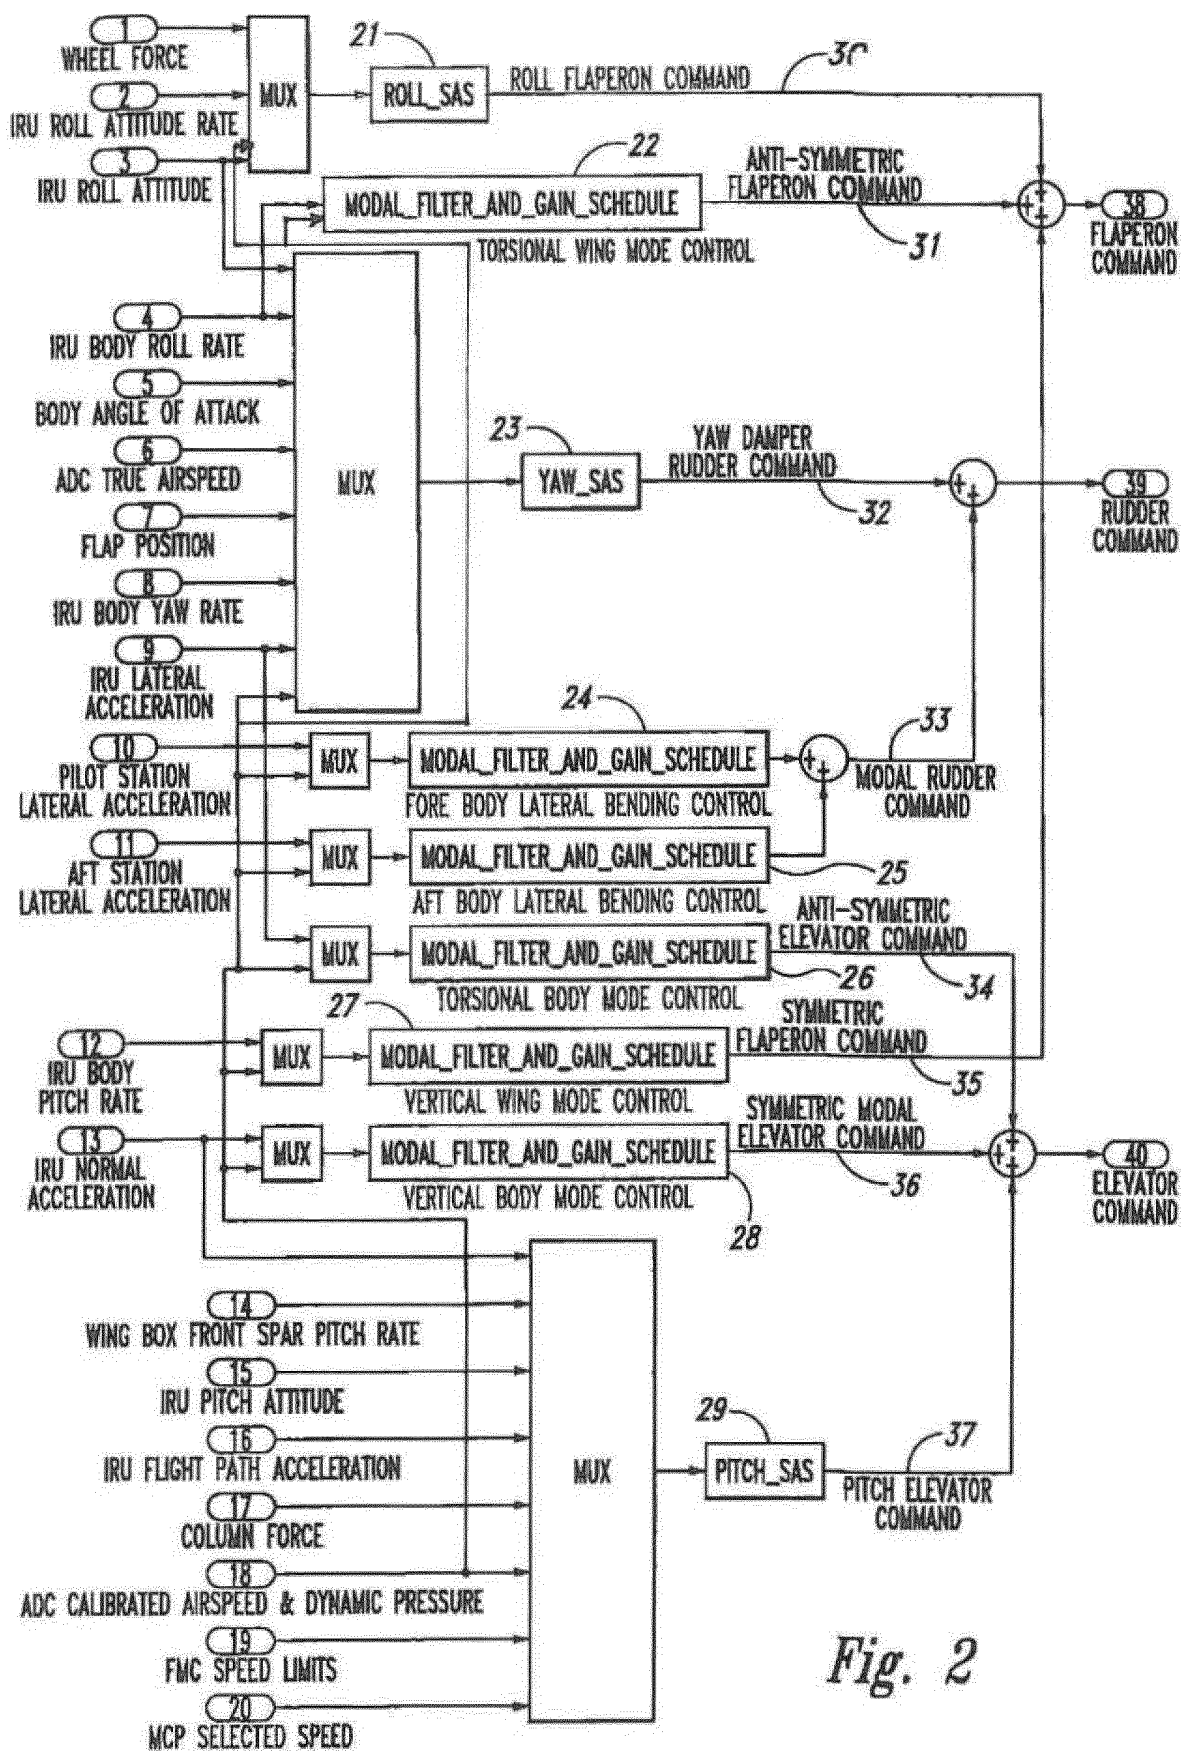 1
WHEEL FORCE
2
IRU ROLL ATTITUDE RATE
3
IRU ROLL ATTITUDE
MUX
21
ROLL_SAS
ROLL FLAPERON COMMAND
30
22
MODAL_FILTER_AND_GAIN_SCHEDULE
TORSIONAL WING MODE CONTROL
ANTI-SYMMETRIC
FLAPERON COMMAND
31
+
+
+
38
FLAPERON
COMMAND
4
IRU BODY ROLL RATE
5
BODY ANGLE OF ATTACK
6
ADC TRUE AIRSPEED
7
FLAP POSITION
8
IRU BODY YAW RATE
9
IRU LATERAL
ACCELERATION
MUX
23
YAW_SAS
YAW DAMPER
RUDDER COMMAND
32
+
+
39
RUDDER
COMMAND
10
PILOT STATION
LATERAL ACCELERATION
MUX
24
MODAL_FILTER_AND_GAIN_SCHEDULE
FORE BODY LATERAL BENDING CONTROL
+
+
33
MODAL RUDDER
COMMAND
11
AFT STATION
LATERAL ACCELERATION
MUX
MODAL_FILTER_AND_GAIN_SCHEDULE
25
AFT BODY LATERAL BENDING CONTROL
MUX
MODAL_FILTER_AND_GAIN_SCHEDULE
26
TORSIONAL BODY MODE CONTROL
ANTI-SYMMETRIC
ELEVATOR COMMAND
34
12
IRU BODY
PITCH RATE
MUX
27
MODAL_FILTER_AND_GAIN_SCHEDULE
VERTICAL WING MODE CONTROL
SYMMETRIC
FLAPERON COMMAND
35
13
IRU NORMAL
ACCELERATION
MUX
MODAL_FILTER_AND_GAIN_SCHEDULE
28
VERTICAL BODY MODE CONTROL
SYMMETRIC MODAL
ELEVATOR COMMAND
36
+
+
+
40
ELEVATOR
COMMAND
14
WING BOX FRONT SPAR PITCH RATE
15
IRU PITCH ATTITUDE
16
IRU FLIGHT PATH ACCELERATION
17
COLUMN FORCE
18
ADC CALIBRATED AIRSPEED & DYNAMIC PRESSURE
19
FMC SPEED LIMITS
20
MCP SELECTED SPEED
MUX
29
PITCH_SAS
37
PITCH ELEVATOR
COMMAND
Fig. 2